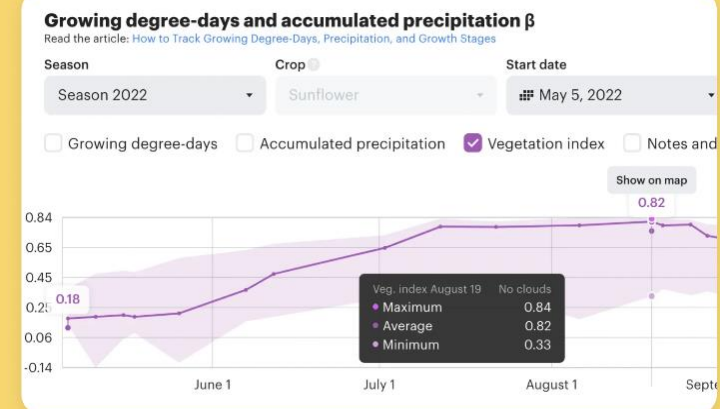 Growing degree-days and accumulated precipitation β
Read the article: How to Track Growing Degree-Days, Precipitation, and Growth Stages
Season
Crop
Start date
Season 2022
Sunflower
May 5, 2022
Growing degree-days
Accumulated precipitation
Vegetation index
Notes and
Show on map
0.82
0.84
0.65
0.45
0.18
0.25
0.06
-0.14
Veg. index August 19 No clouds
Maximum 0.84
Average 0.82
Minimum 0.33
June 1
July 1
August 1
Septe